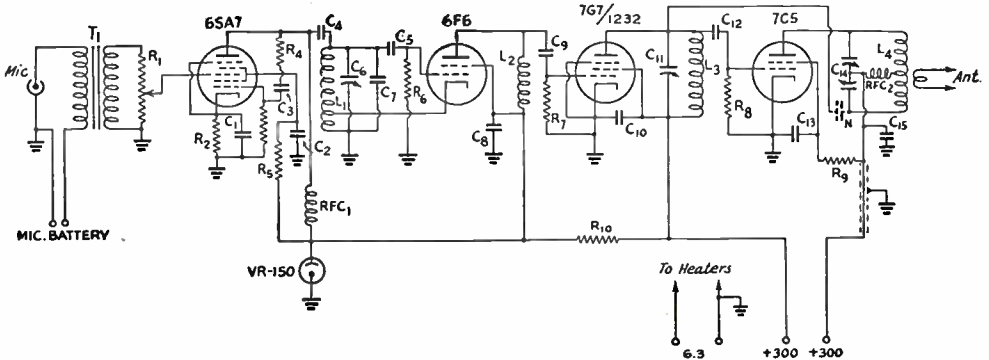 Mic
T1
R1
6SA7
R4
C4
C3
C1
R2
R5
C2
RFC1
VR-150
MIC. BATTERY
C6
L1
C7
C5
R6
6F6
L2
C8
C9
R7
7G7/1232
C10
C11
L3
C12
R8
7C5
C13
C14
RFC2
L4
Ant.
N
C15
R9
R10
To Heaters
6.3
+300
+300